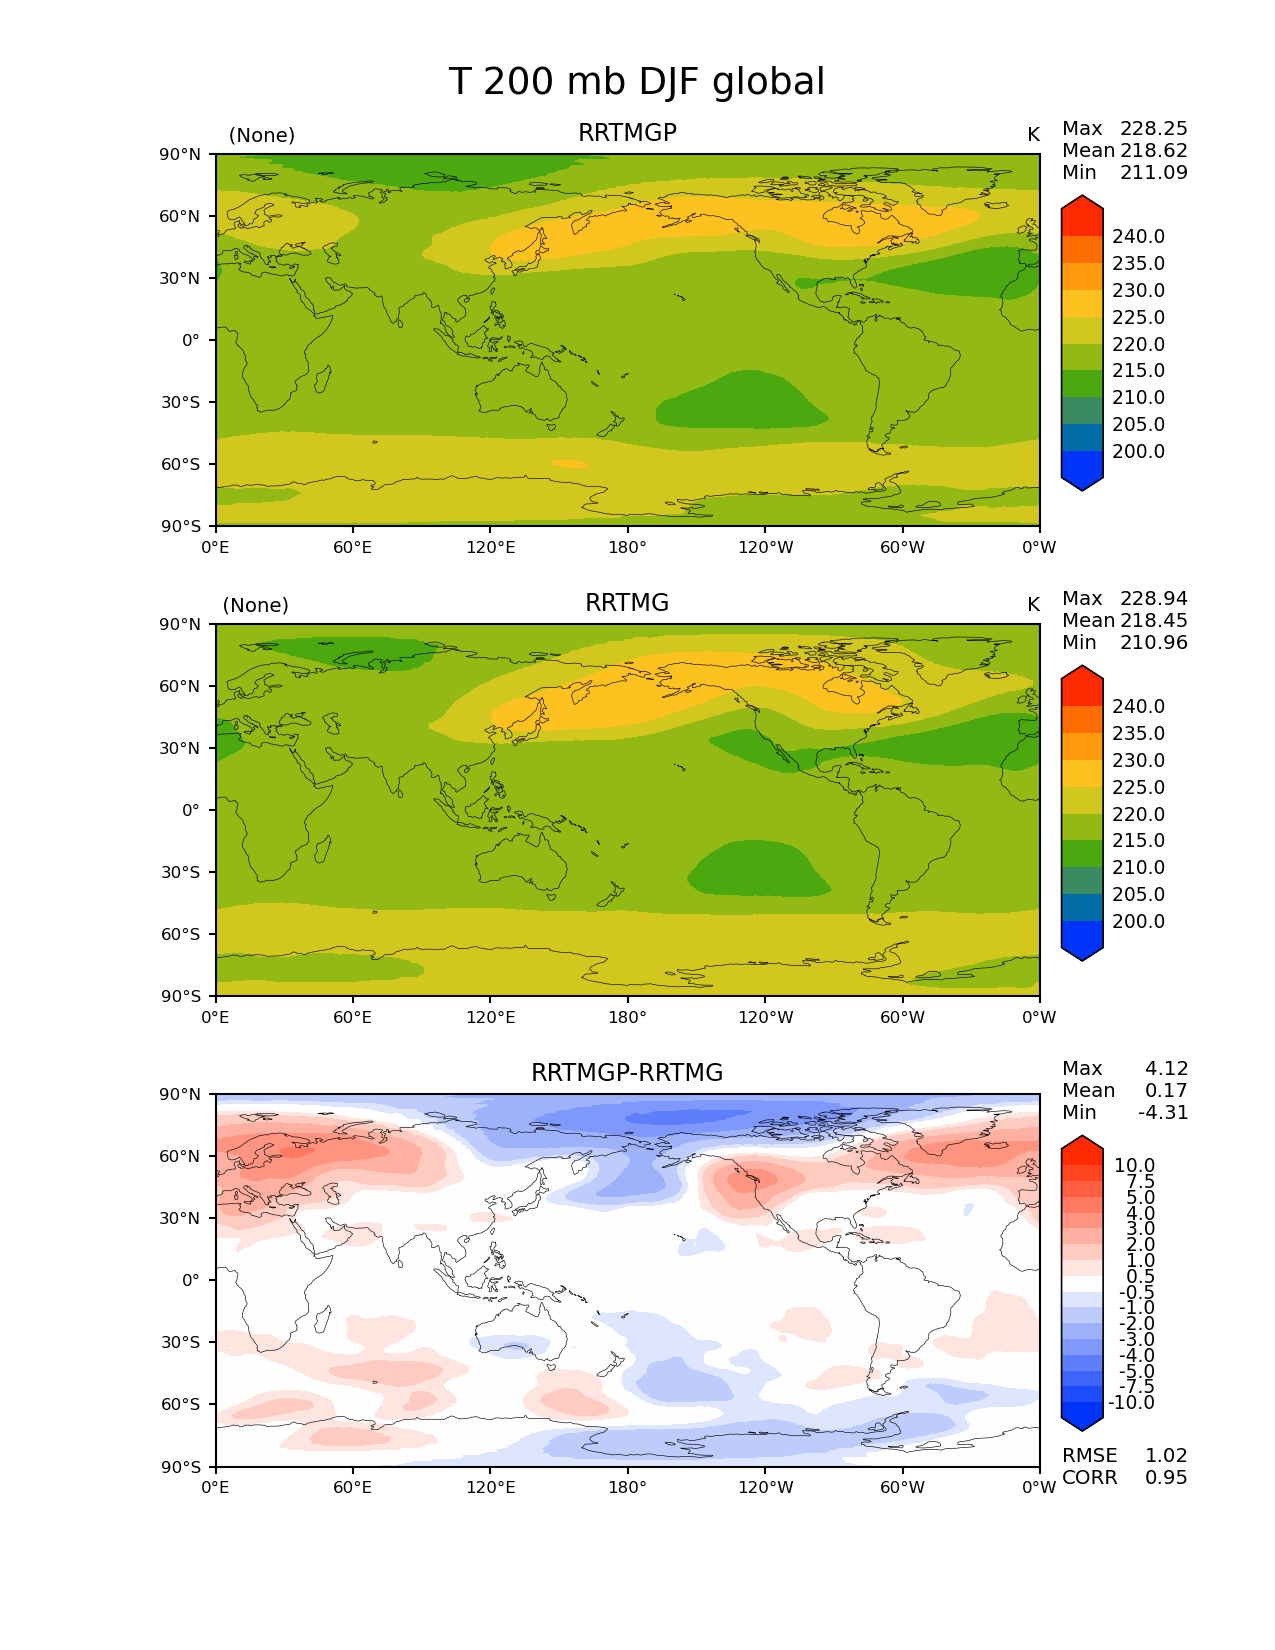 T 200 mb DJF global
(None) RRTMGP K
Max 228.25
Mean 218.62
Min 211.09
90°N
60°N
30°N
0°
30°S
60°S
90°S
0°E 60°E 120°E 180° 120°W 60°W 0°W
240.0
235.0
230.0
225.0
220.0
215.0
210.0
205.0
200.0
(None) RRTMG K
Max 228.94
Mean 218.45
Min 210.96
90°N
60°N
30°N
0°
30°S
60°S
90°S
0°E 60°E 120°E 180° 120°W 60°W 0°W
240.0
235.0
230.0
225.0
220.0
215.0
210.0
205.0
200.0
RRTMGP-RRTMG
Max 4.12
Mean 0.17
Min -4.31
90°N
60°N
30°N
0°
30°S
60°S
90°S
0°E 60°E 120°E 180° 120°W 60°W 0°W
10.0
7.5
5.0
4.0
3.0
2.0
1.0
0.5
-0.5
-1.0
-2.0
-3.0
-4.0
-5.0
-7.5
-10.0
RMSE 1.02
CORR 0.95